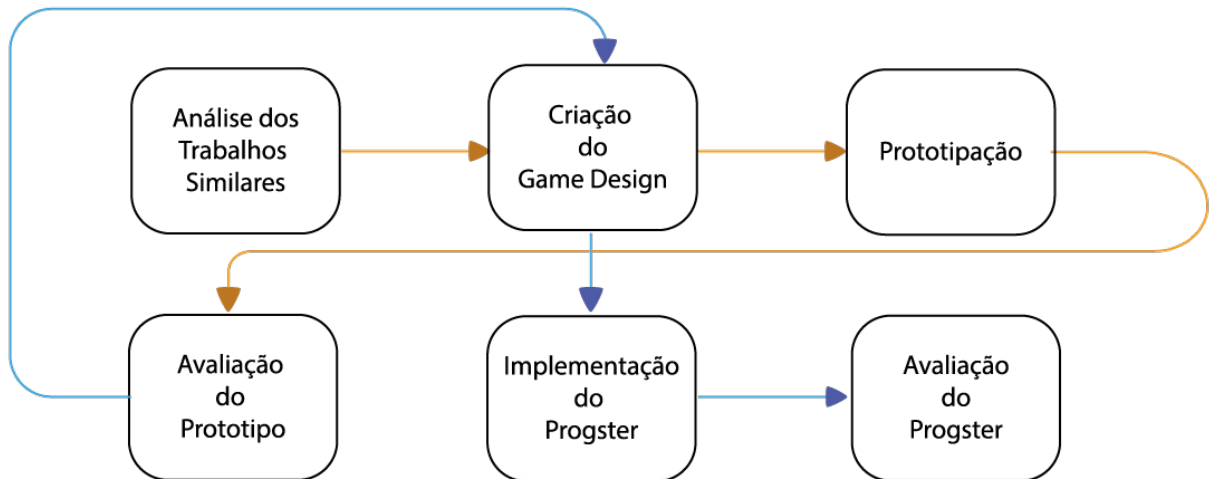 Análise dos
Trabalhos
Similares
Criação
do
Game Design
Prototipação
Avaliação
do
Prototipo
Implementação
do
Progster
Avaliação
do
Progster